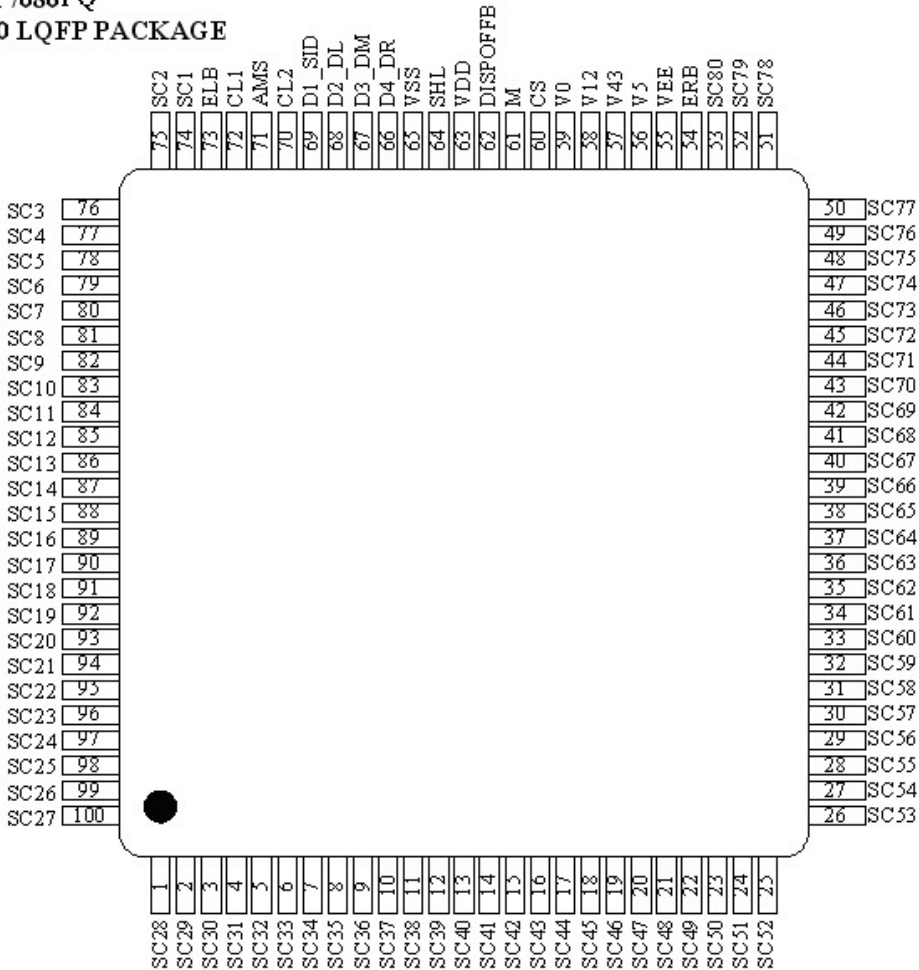 0 LQFP PACKAGE
SC2 SC1 ELB CL1 AMS CL2 D1_SID D2_DL D3_DM D4_DR VSS SHL VDD DISPOFFB M CS V0 V12 V43 V5 VEE ERB SC80 SC79 SC78
75 74 73 72 71 70 69 68 67 66 65 64 63 62 61 60 59 58 57 56 55 54 53 52 51
SC3 76 50 SC77
SC4 77 49 SC76
SC5 78 48 SC75
SC6 79 47 SC74
SC7 80 46 SC73
SC8 81 45 SC72
SC9 82 44 SC71
SC10 83 43 SC70
SC11 84 42 SC69
SC12 85 41 SC68
SC13 86 40 SC67
SC14 87 39 SC66
SC15 88 38 SC65
SC16 89 37 SC64
SC17 90 36 SC63
SC18 91 35 SC62
SC19 92 34 SC61
SC20 93 33 SC60
SC21 94 32 SC59
SC22 95 31 SC58
SC23 96 30 SC57
SC24 97 29 SC56
SC25 98 28 SC55
SC26 99 27 SC54
SC27 100 26 SC53
1 2 3 4 5 6 7 8 9 10 11 12 13 14 15 16 17 18 19 20 21 22 23 24 25
SC28 SC29 SC30 SC31 SC32 SC33 SC34 SC35 SC36 SC37 SC38 SC39 SC40 SC41 SC42 SC43 SC44 SC45 SC46 SC47 SC48 SC49 SC50 SC51 SC52